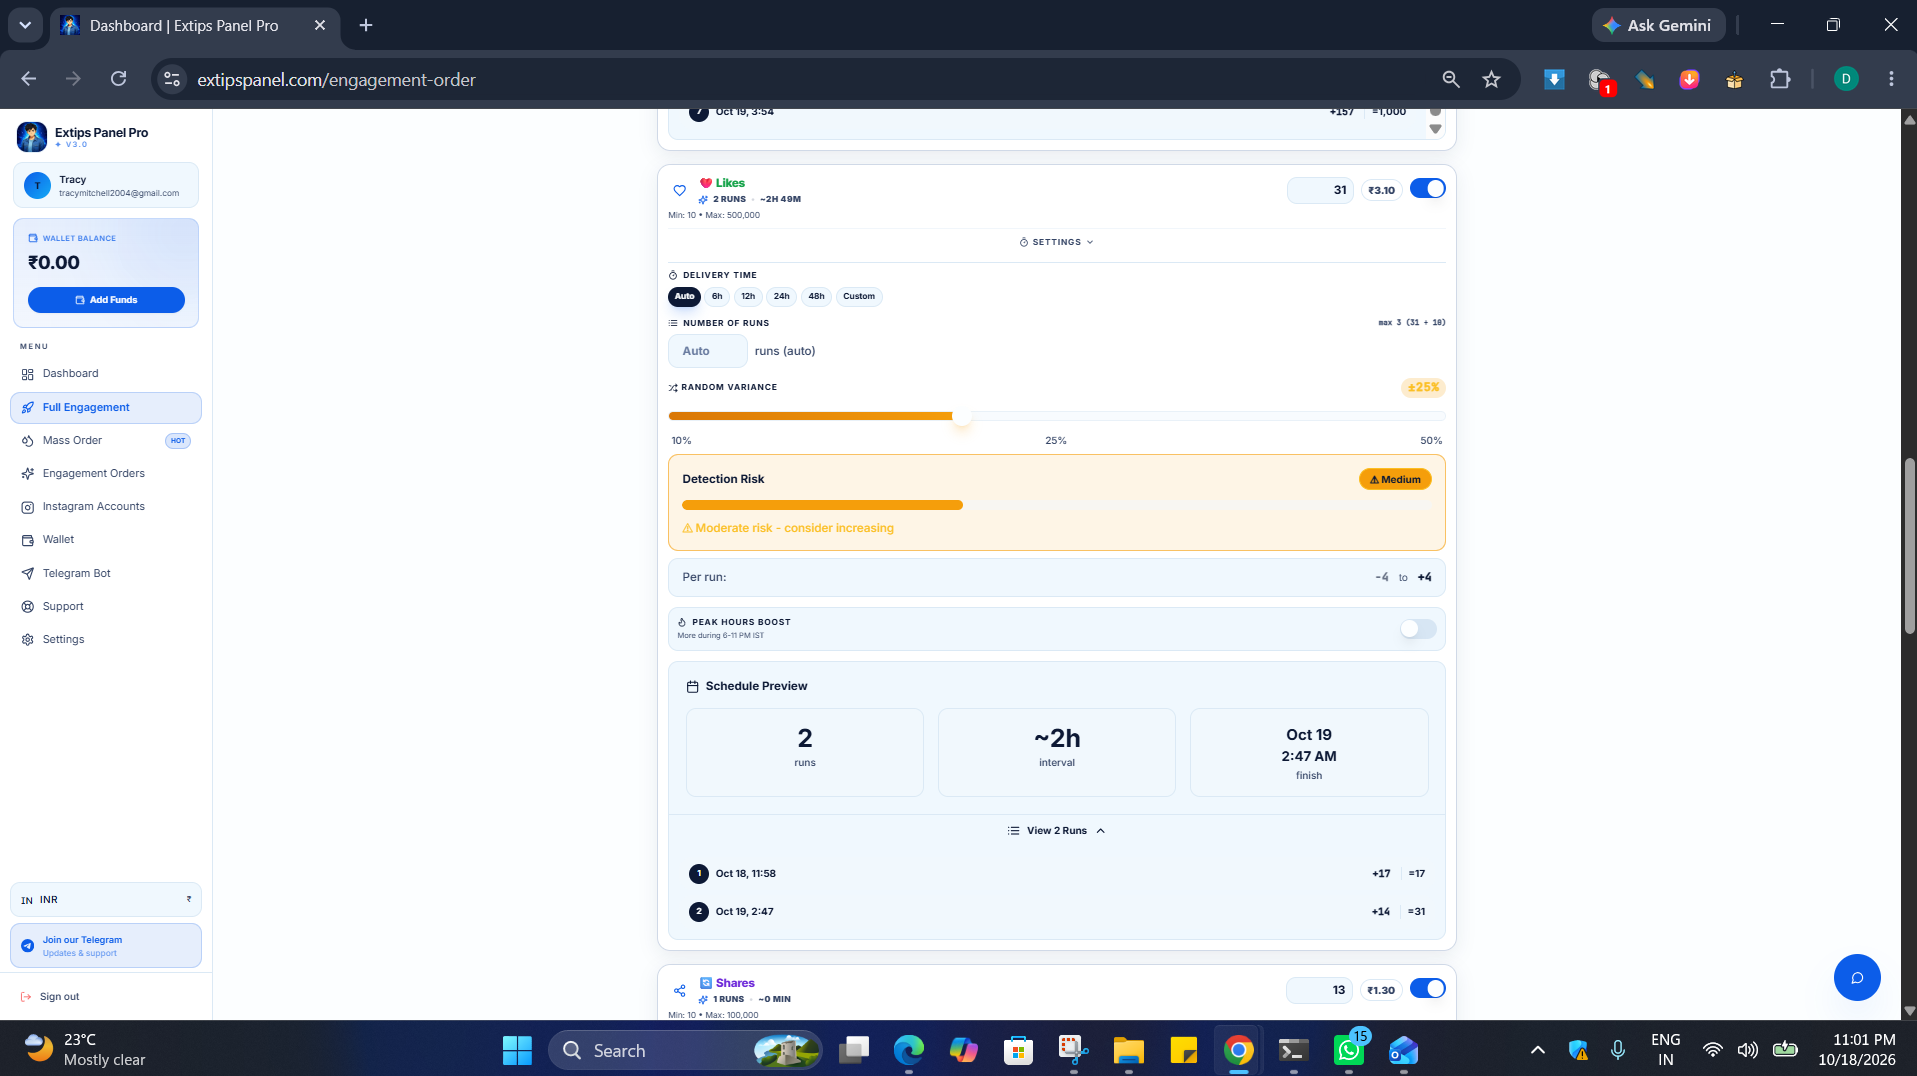 Dashboard | Extips Panel Pro
Ask Gemini
extipspanel.com/engagement-order
1
D
Extips Panel Pro
V3.0
T
Tracy
tracymitchell2004@gmail.com
WALLET BALANCE
₹0.00
Add Funds
MENU
Dashboard
Full Engagement
Mass Order
HOT
Engagement Orders
Instagram Accounts
Wallet
Telegram Bot
Support
Settings
IN INR ₹
Join our Telegram
Updates & support
Sign out
7 Oct 19, 3:54 +157 =1,000
Likes
2 RUNS · ~2H 49M
Min: 10 • Max: 500,000
31
₹3.10
SETTINGS
DELIVERY TIME
Auto 6h 12h 24h 48h Custom
NUMBER OF RUNS
max 3 (31 ÷ 10)
Auto runs (auto)
RANDOM VARIANCE
±25%
10% 25% 50%
Detection Risk
Medium
Moderate risk - consider increasing
Per run: -4 to +4
PEAK HOURS BOOST
More during 6-11 PM IST
Schedule Preview
2
runs
~2h
interval
Oct 19
2:47 AM
finish
View 2 Runs
1 Oct 18, 11:58 +17 =17
2 Oct 19, 2:47 +14 =31
Shares
1 RUNS · ~0 MIN
Min: 10 • Max: 100,000
13
₹1.30
23°C
Mostly clear
Search
15
ENG
IN
11:01 PM
10/18/2026